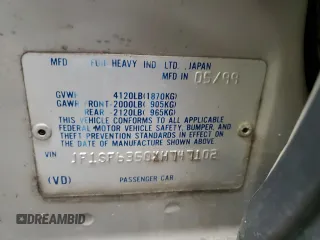 MFD FUJI HEAVY IND LTD. JAPAN
MFD IN 05/99
GVWR 4120LB(1870KG)
GAWR FRONT-2000LB( 905KG)
REAR -2120LB( 965KG)
THIS VEHICLE CONFORMS TO ALL APPLICABLE
FEDERAL MOTOR VEHICLE SAFETY, BUMPER, AND
THEFT PREVENTION STANDARDS IN EFFECT ON
THE DATE OF MANUFACTURE SHOWN ABOVE.
VIN
(VD) PASSENGER CAR
DREAMBID